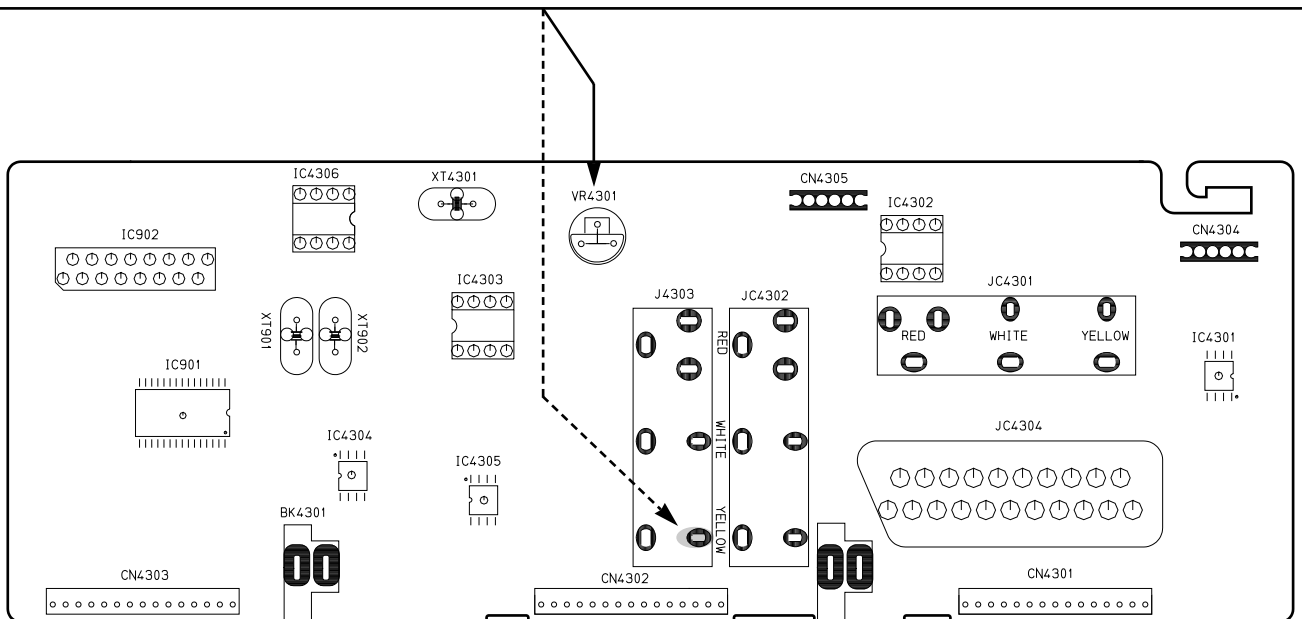 IC4306
XT4301
VR4301
CN4305
IC4302
CN4304
IC902
IC4303
J4303
JC4302
JC4301
XT901
XT902
RED
RED
WHITE
YELLOW
IC4301
IC901
WHITE
JC4304
IC4304
IC4305
BK4301
YELLOW
CN4303
CN4302
CN4301